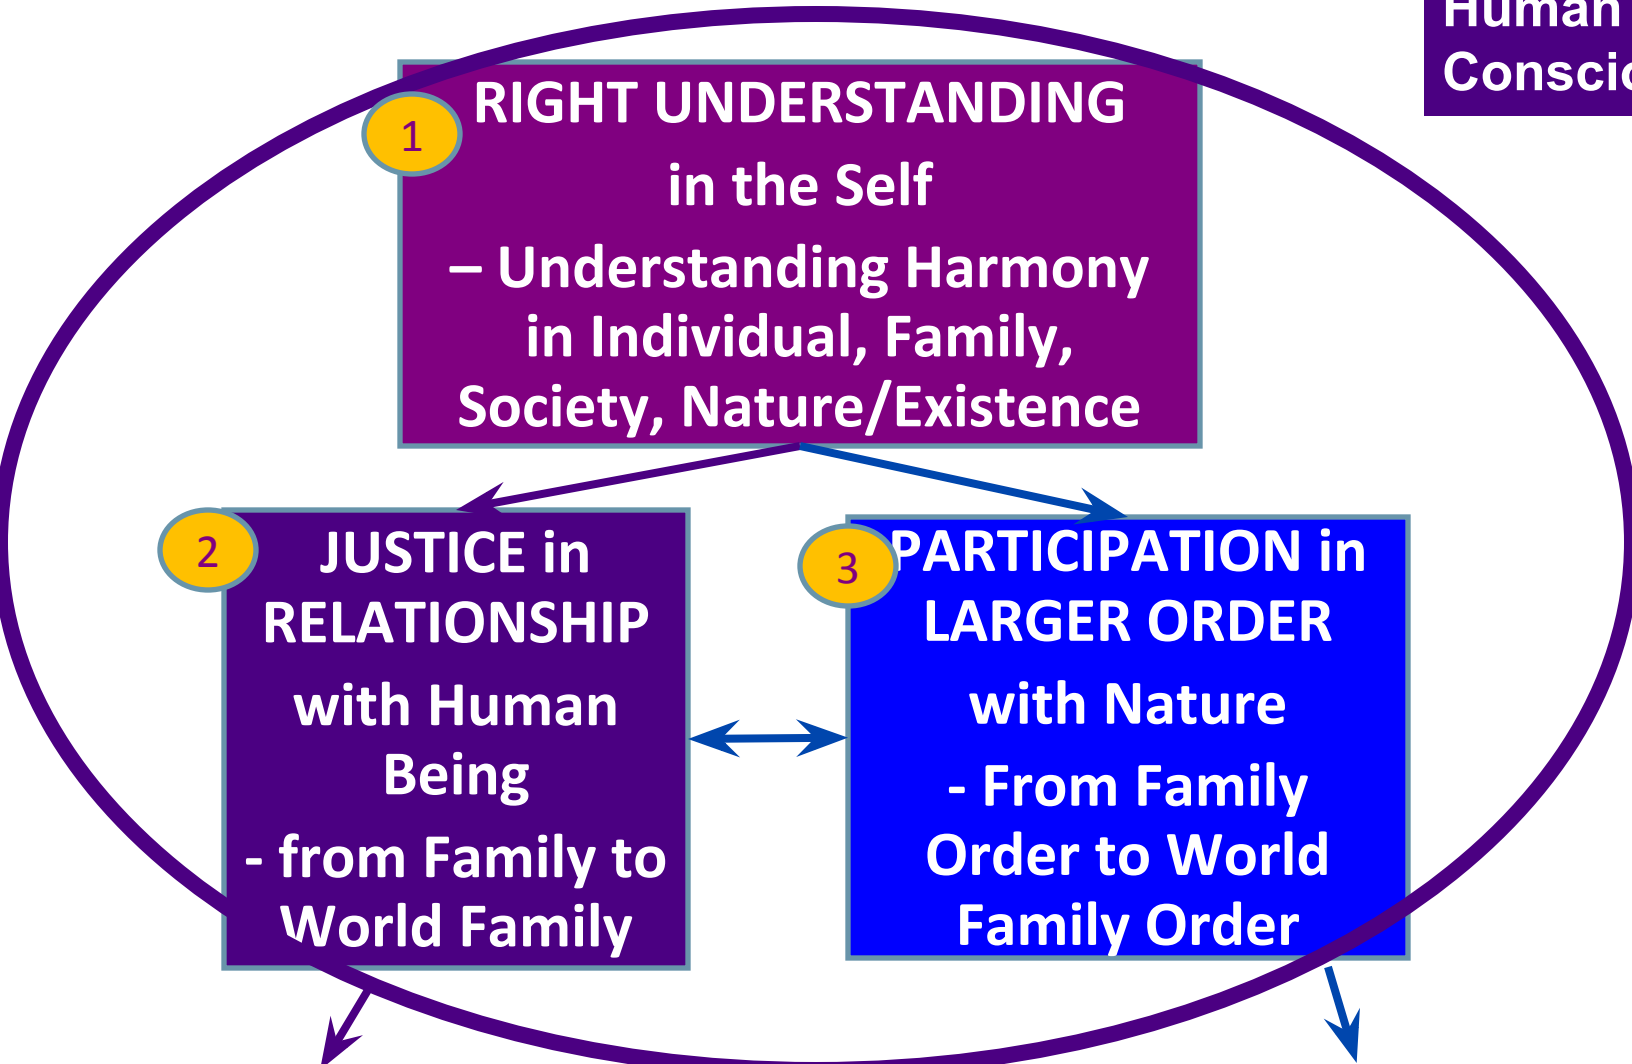 Human
1
RIGHT UNDERSTANDING
in the Self
– Understanding Harmony
in Individual, Family,
Society, Nature/Existence
2
JUSTICE in
RELATIONSHIP
with Human
Being
- from Family to
World Family
3
PARTICIPATION in
LARGER ORDER
with Nature
- From Family
Order to World
Family Order